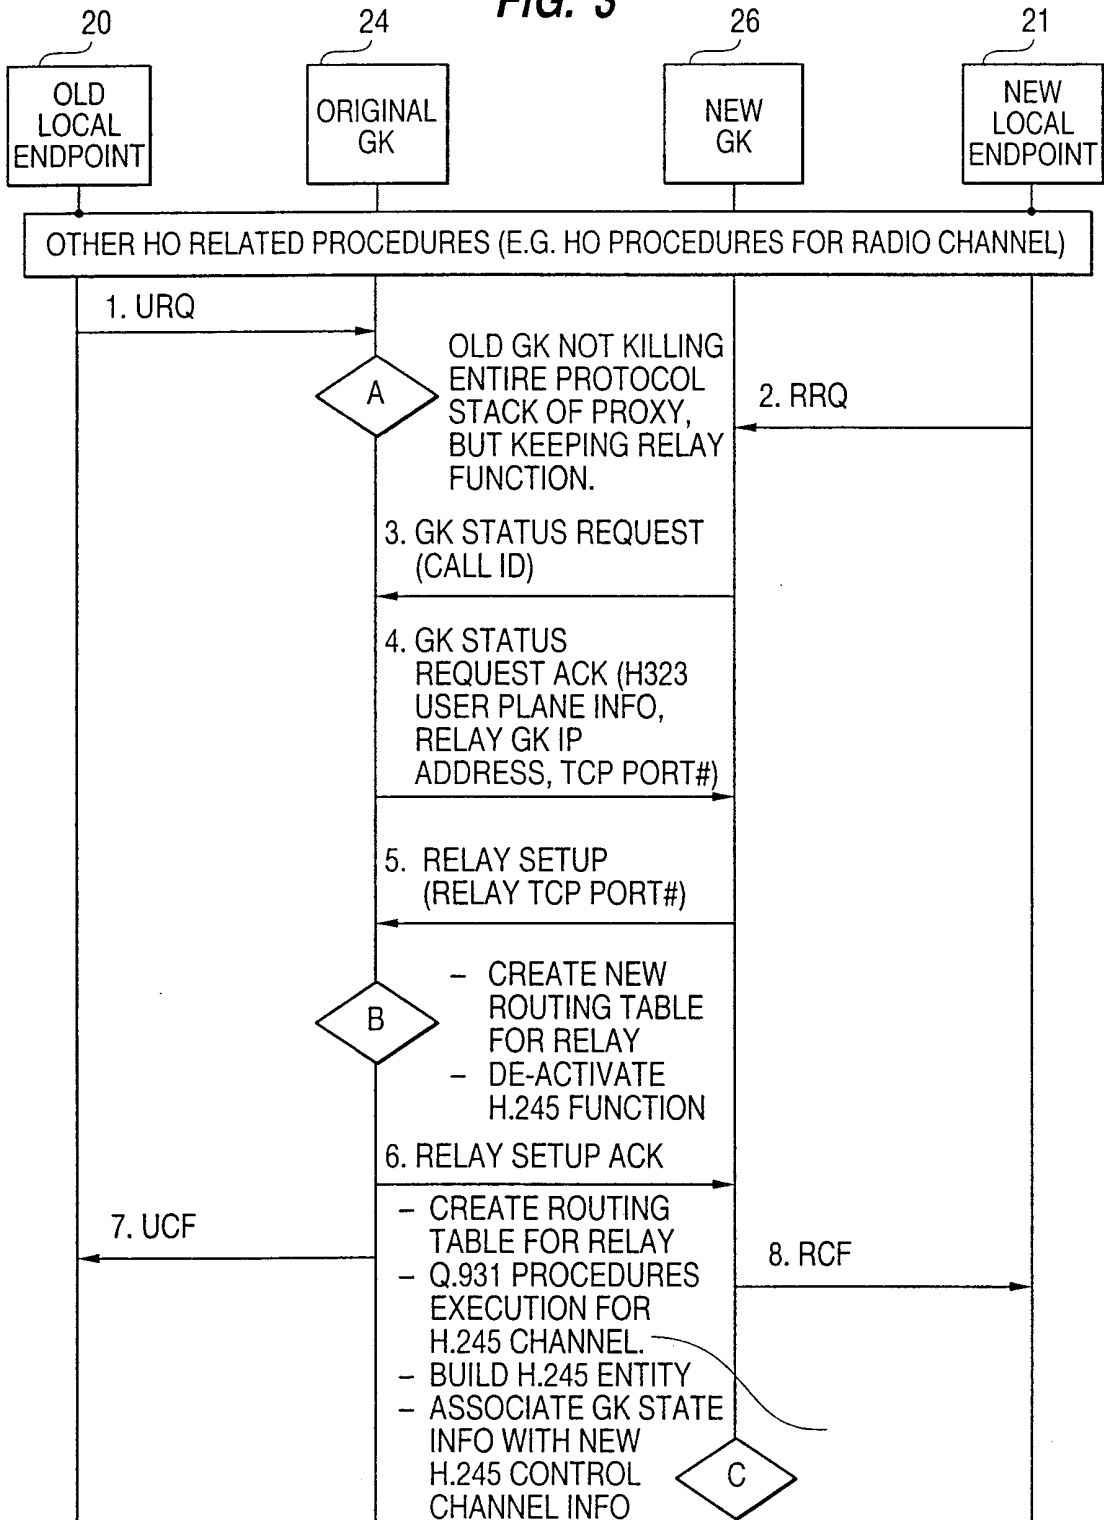 FIG. 3
20
24
26
21
OLD
LOCAL
ENDPOINT
ORIGINAL
GK
NEW
GK
NEW
LOCAL
ENDPOINT
OTHER HO RELATED PROCEDURES (E.G. HO PROCEDURES FOR RADIO CHANNEL)
1. URQ
A
OLD GK NOT KILLING
ENTIRE PROTOCOL
STACK OF PROXY,
BUT KEEPING RELAY
FUNCTION.
2. RRQ
3. GK STATUS REQUEST
(CALL ID)
4. GK STATUS
REQUEST ACK (H323
USER PLANE INFO,
RELAY GK IP
ADDRESS, TCP PORT#)
5. RELAY SETUP
(RELAY TCP PORT#)
B
– CREATE NEW
ROUTING TABLE
FOR RELAY
– DE-ACTIVATE
H.245 FUNCTION
6. RELAY SETUP ACK
7. UCF
– CREATE ROUTING
TABLE FOR RELAY
– Q.931 PROCEDURES
EXECUTION FOR
H.245 CHANNEL.
– BUILD H.245 ENTITY
– ASSOCIATE GK STATE
INFO WITH NEW
H.245 CONTROL
CHANNEL INFO
8. RCF
C